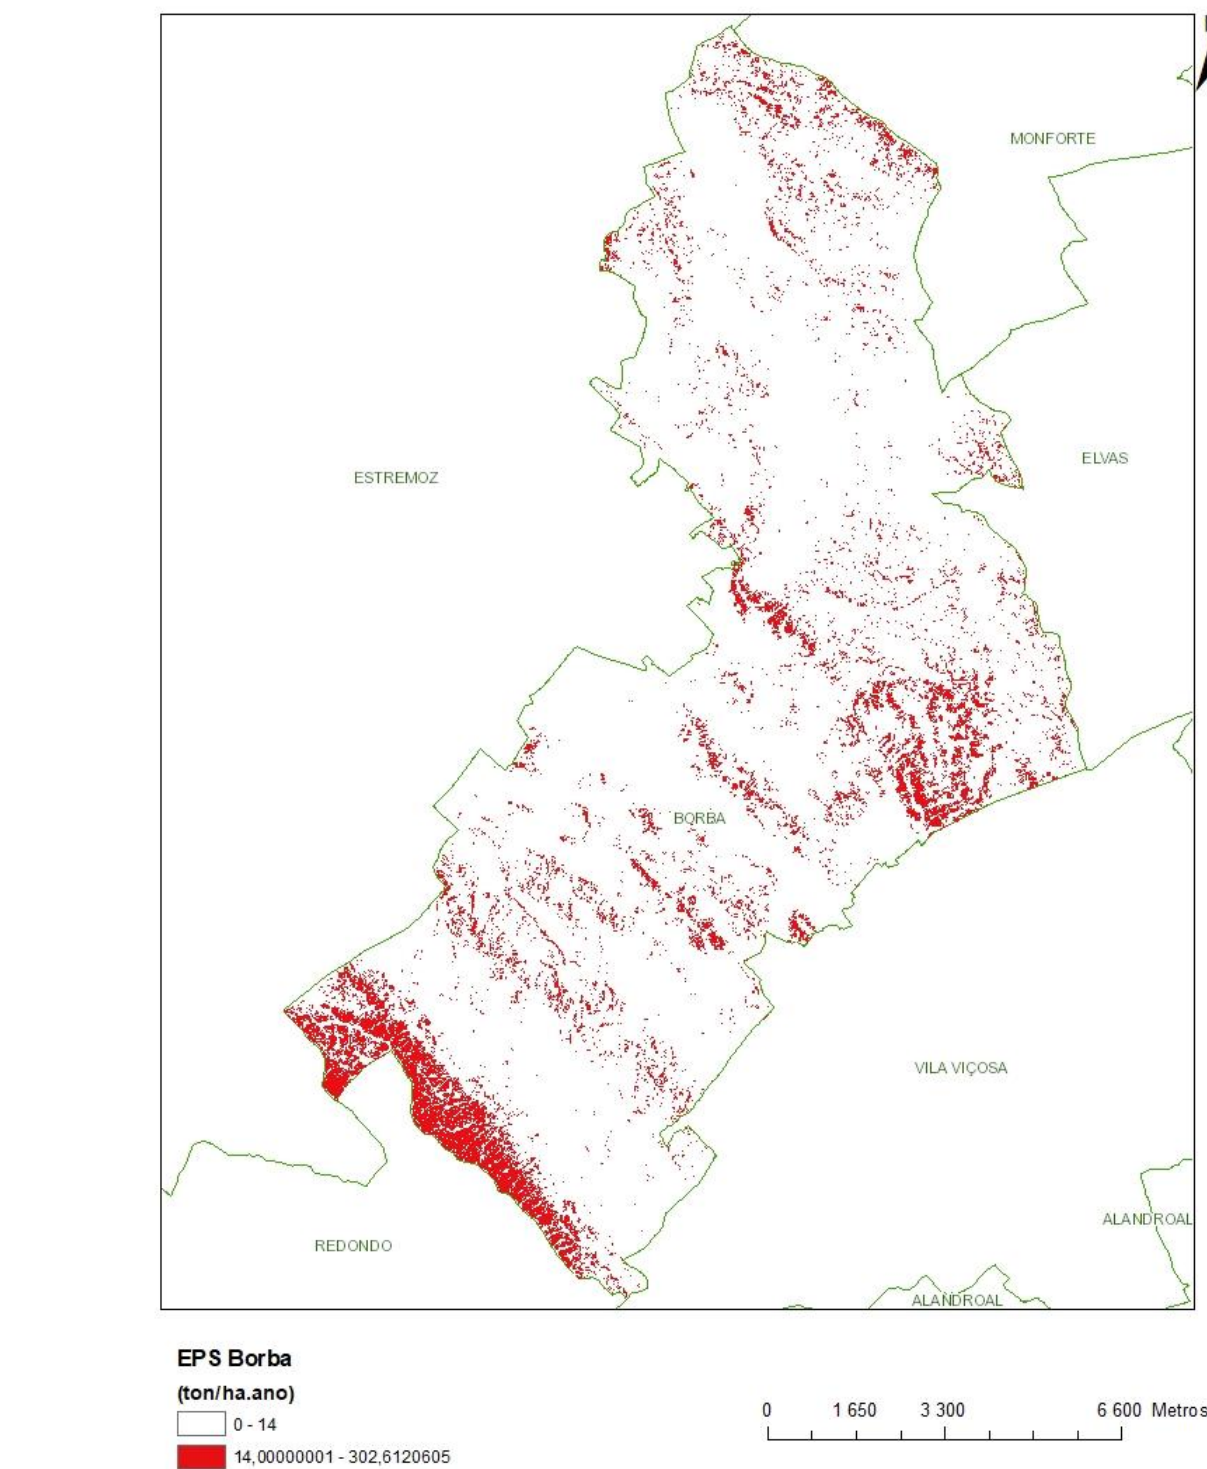 MONFORTE
ELVAS
ESTREMOZ
BORBA
VILA VIÇOSA
ALANDROAL
REDONDO
ALANDROAL
EPS Borba
(ton/ha.ano)
0 - 14
14,00000001 - 302,6120605
0 1 650 3 300 6 600 Metros